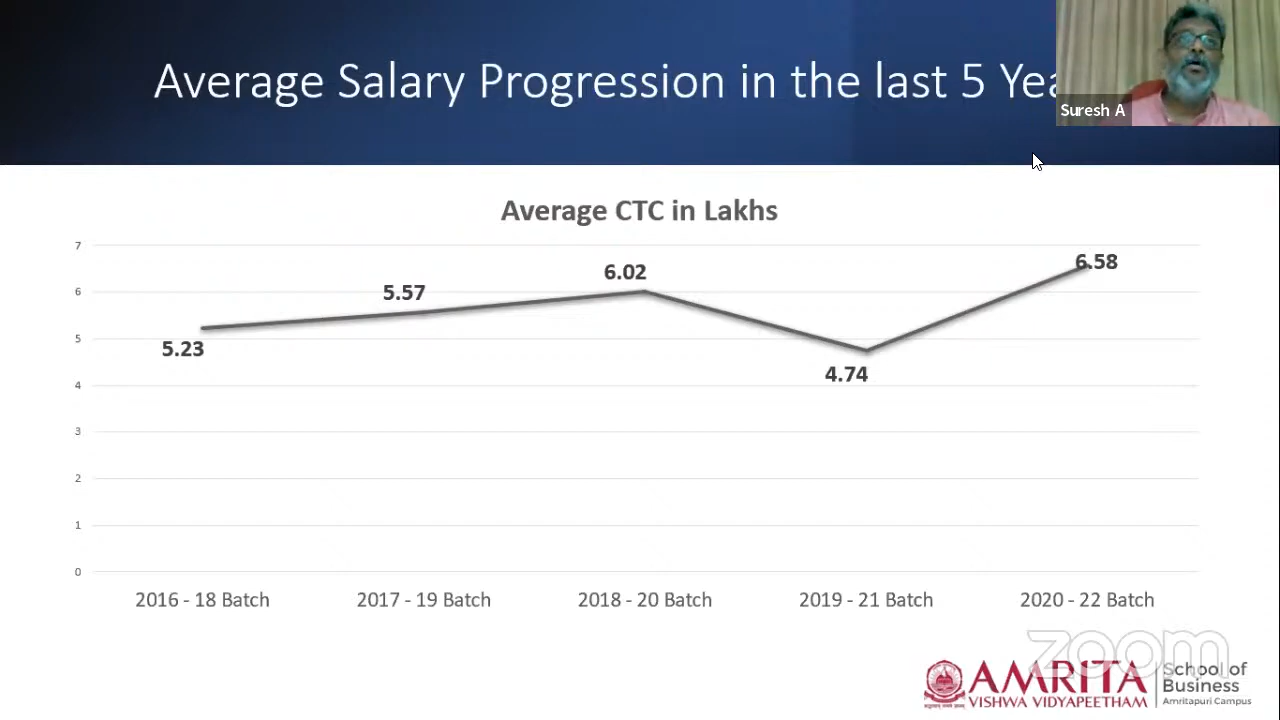 Average Salary Progression in the last 5
Suresh A
Average CTC in Lakhs
7
6
5
4
3
2
1
0
5.23
5.57
6.02
4.74
6.58
2016 - 18 Batch
2017 - 19 Batch
2018 - 20 Batch
2019 - 21 Batch
2020 - 22 Batch
zoom
AMRITA
VISHWA VIDYAPEETHAM
School of
Business
Amritapuri Campus